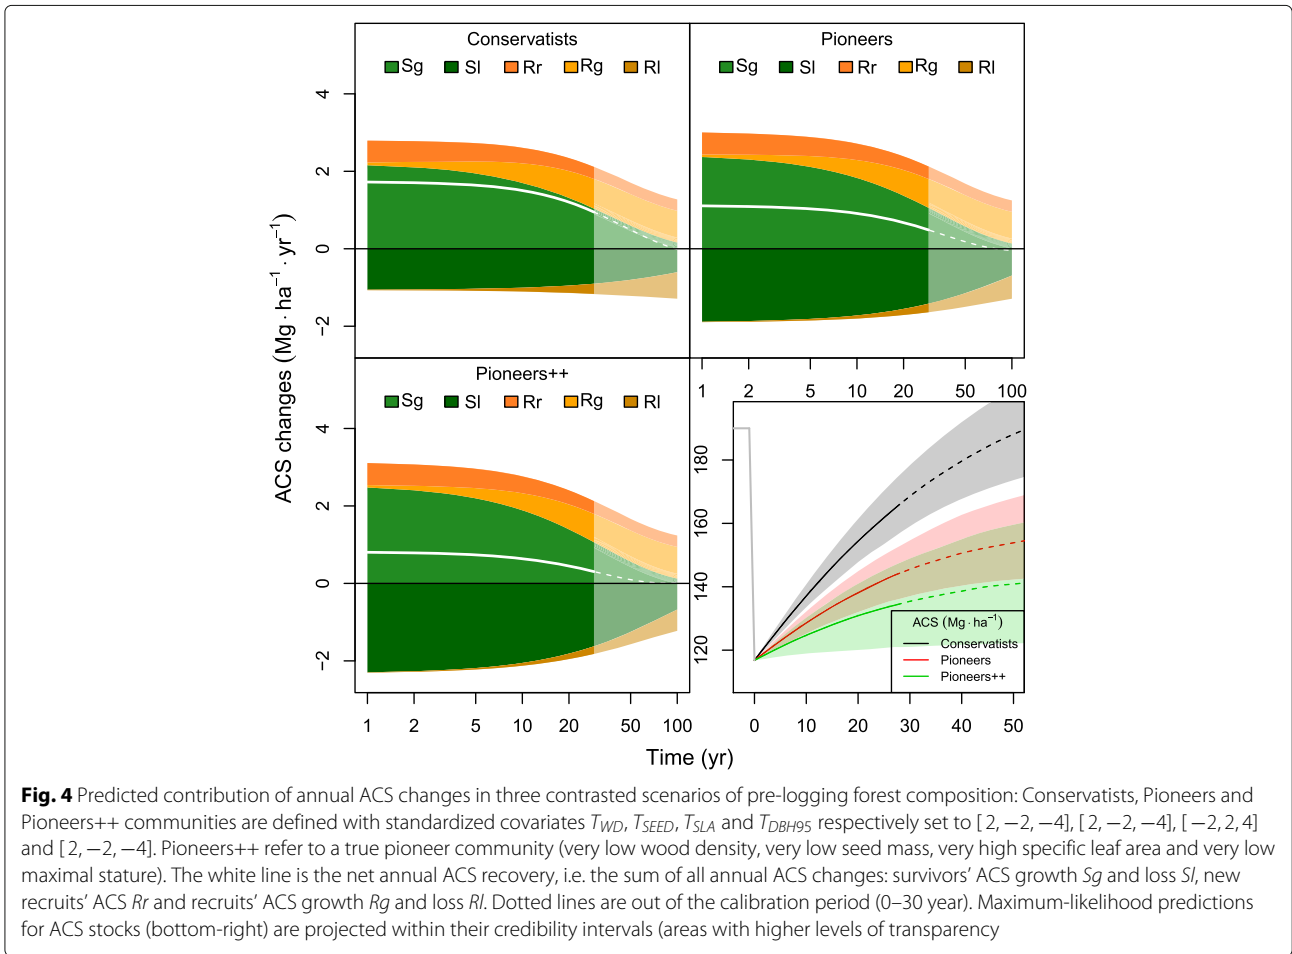 Conservatists
Sg Sl Rr Rg Rl
Pioneers
Sg Sl Rr Rg Rl
4
2
0
−2
ACS changes (Mg · ha−1 · yr−1)
1 2 5 10 20 50 100
Pioneers++
Sg Sl Rr Rg Rl
4
2
0
−2
1 2 5 10 20 50 100
180
160
140
120
ACS (Mg · ha−1)
Conservatists
Pioneers
Pioneers++
0 10 20 30 40 50
Time (yr)
Fig. 4 Predicted contribution of annual ACS changes in three contrasted scenarios of pre-logging forest composition: Conservatists, Pioneers and
Pioneers++ communities are defined with standardized covariates TWD, TSEED, TSLA and TDBH95 respectively set to [ 2, −2, −4], [ 2, −2, −4], [ −2, 2, 4]
and [ 2, −2, −4]. Pioneers++ refer to a true pioneer community (very low wood density, very low seed mass, very high specific leaf area and very low
maximal stature). The white line is the net annual ACS recovery, i.e. the sum of all annual ACS changes: survivors’ ACS growth Sg and loss Sl, new
recruits’ ACS Rr and recruits’ ACS growth Rg and loss Rl. Dotted lines are out of the calibration period (0–30 year). Maximum-likelihood predictions
for ACS stocks (bottom-right) are projected within their credibility intervals (areas with higher levels of transparency